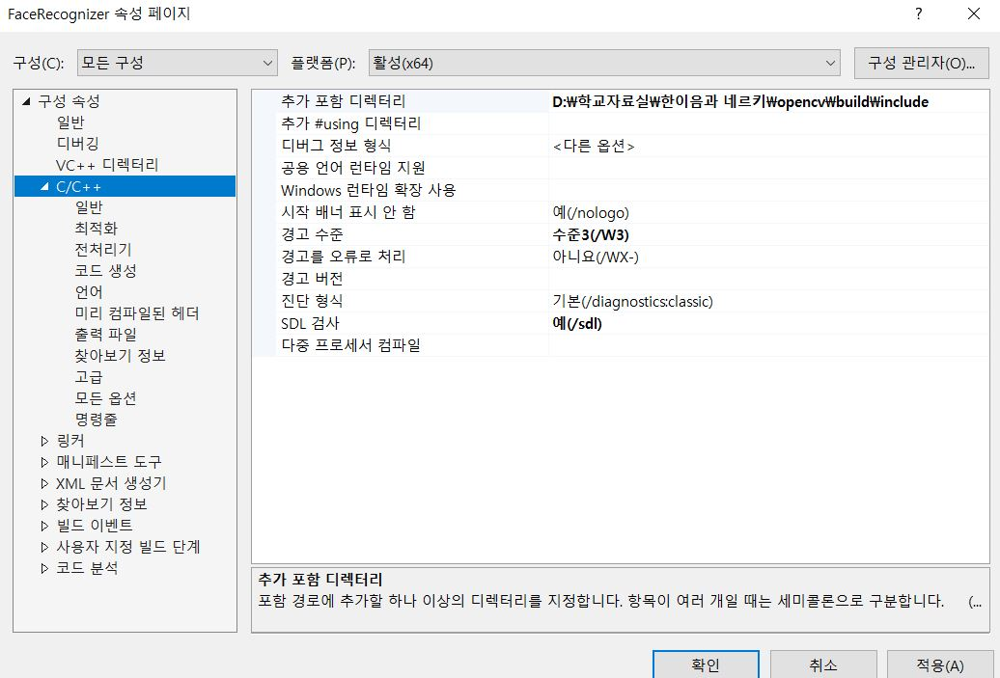 FaceRecognizer 속성 페이지 ?
구성(C): 모든 구성 플랫폼(P): 활성(x64) 구성 관리자(O)...
구성 속성
일반
디버깅
VC++ 디렉터리
C/C++
일반
최적화
전처리기
코드 생성
언어
미리 컴파일된 헤더
출력 파일
찾아보기 정보
고급
모든 옵션
명령줄
링커
매니페스트 도구
XML 문서 생성기
찾아보기 정보
빌드 이벤트
사용자 지정 빌드 단계
코드 분석
추가 포함 디렉터리 D:₩학교자료실₩한이음과 네르키₩opencv₩build₩include
추가 #using 디렉터리
디버그 정보 형식 <다른 옵션>
공용 언어 런타임 지원
Windows 런타임 확장 사용
시작 배너 표시 안 함 예(/nologo)
경고 수준 수준3(/W3)
경고를 오류로 처리 아니요(/WX-)
경고 버전
진단 형식 기본(/diagnostics:classic)
SDL 검사 예(/sdl)
다중 프로세서 컴파일
추가 포함 디렉터리
포함 경로에 추가할 하나 이상의 디렉터리를 지정합니다. 항목이 여러 개일 때는 세미콜론으로 구분합니다. (...
확인 취소 적용(A)